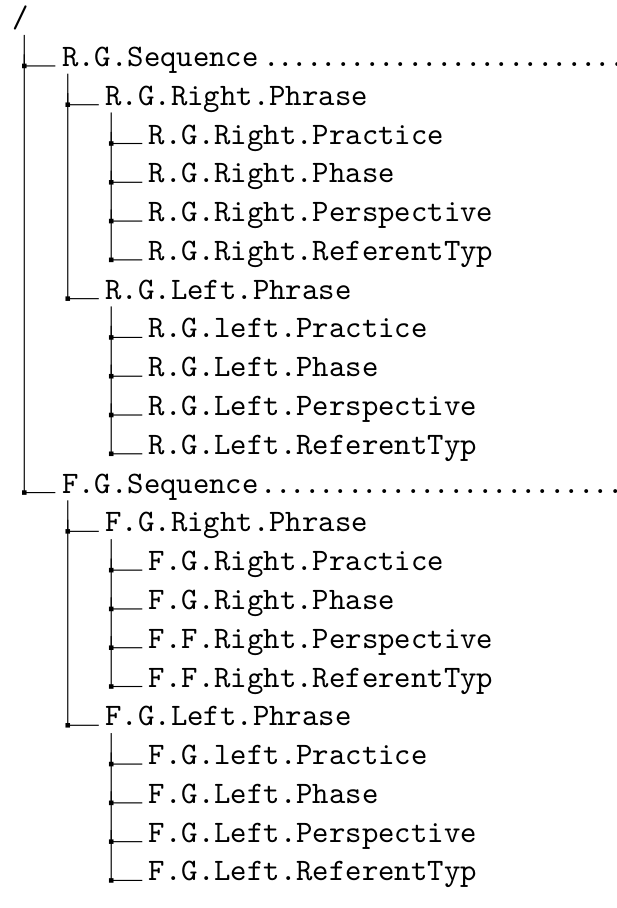 /
R.G.Sequence .........................
R.G.Right.Phrase
R.G.Right.Practice
R.G.Right.Phase
R.G.Right.Perspective
R.G.Right.ReferentTyp
R.G.Left.Phrase
R.G.left.Practice
R.G.Left.Phase
R.G.Left.Perspective
R.G.Left.ReferentTyp
F.G.Sequence .........................
F.G.Right.Phrase
F.G.Right.Practice
F.G.Right.Phase
F.F.Right.Perspective
F.F.Right.ReferentTyp
F.G.Left.Phrase
F.G.left.Practice
F.G.Left.Phase
F.G.Left.Perspective
F.G.Left.ReferentTyp